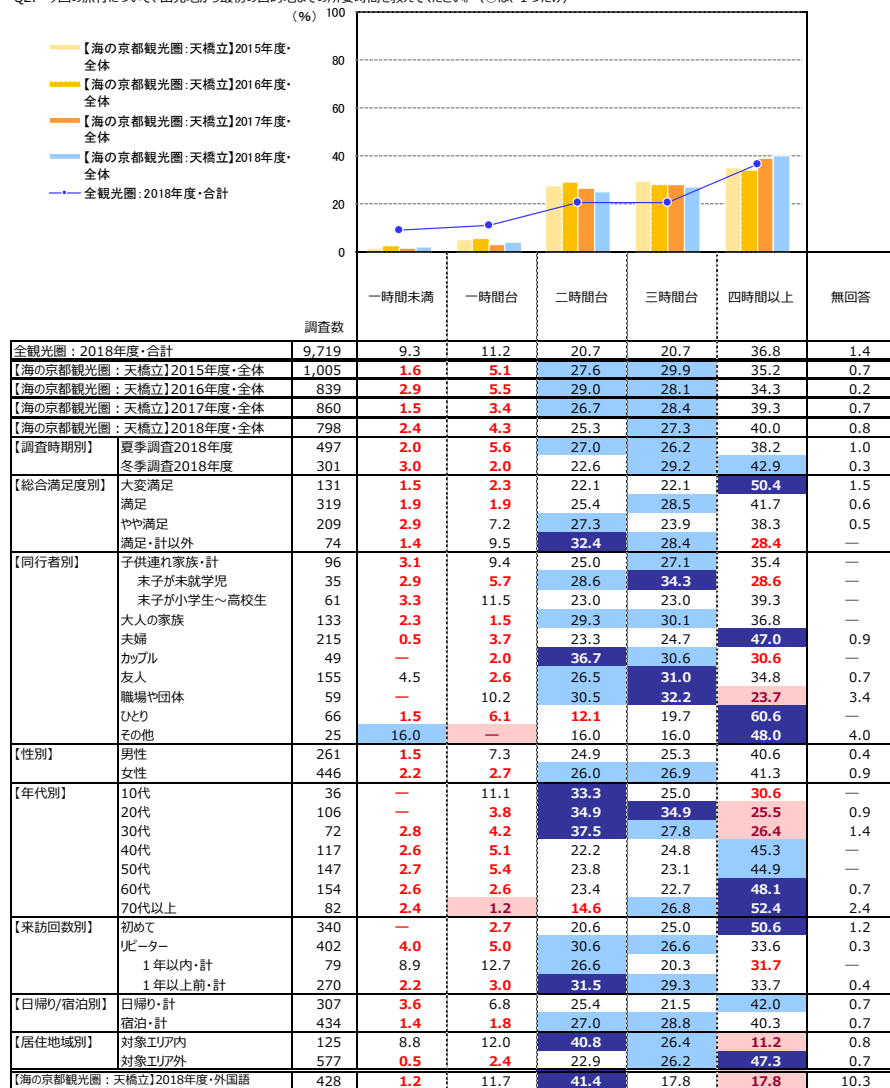 Q2. 今回の旅行について、出発地から最初の目的地までの所要時間を教えてください。(○は、1つだけ)
(%)
100
80
60
40
20
0
【海の京都観光圏:天橋立】2015年度・
全体
【海の京都観光圏:天橋立】2016年度・
全体
【海の京都観光圏:天橋立】2017年度・
全体
【海の京都観光圏:天橋立】2018年度・
全体
全観光圏:2018年度・合計
調査数 一時間未満 一時間台 二時間台 三時間台 四時間以上 無回答
全観光圏:2018年度・合計 9,719 9.3 11.2 20.7 20.7 36.8 1.4
【海の京都観光圏:天橋立】2015年度・全体 1,005 1.6 5.1 27.6 29.9 35.2 0.7
【海の京都観光圏:天橋立】2016年度・全体 839 2.9 5.5 29.0 28.1 34.3 0.2
【海の京都観光圏:天橋立】2017年度・全体 860 1.5 3.4 26.7 28.4 39.3 0.7
【海の京都観光圏:天橋立】2018年度・全体 798 2.4 4.3 25.3 27.3 40.0 0.8
【調査時期別】 夏季調査2018年度 497 2.0 5.6 27.0 26.2 38.2 1.0
冬季調査2018年度 301 3.0 2.0 22.6 29.2 42.9 0.3
【総合満足度別】 大変満足 131 1.5 2.3 22.1 22.1 50.4 1.5
満足 319 1.9 1.9 25.4 28.5 41.7 0.6
やや満足 209 2.9 7.2 27.3 23.9 38.3 0.5
満足・計以外 74 1.4 9.5 32.4 28.4 28.4 —
【同行者別】 子供連れ家族・計 96 3.1 9.4 25.0 27.1 35.4 —
末子が未就学児 35 2.9 5.7 28.6 34.3 28.6 —
末子が小学生〜高校生 61 3.3 11.5 23.0 23.0 39.3 —
大人の家族 133 2.3 1.5 29.3 30.1 36.8 —
夫婦 215 0.5 3.7 23.3 24.7 47.0 0.9
カップル 49 — 2.0 36.7 30.6 30.6 —
友人 155 4.5 2.6 26.5 31.0 34.8 0.7
職場や団体 59 — 10.2 30.5 32.2 23.7 3.4
ひとり 66 1.5 6.1 12.1 19.7 60.6 —
その他 25 16.0 — 16.0 16.0 48.0 4.0
【性別】 男性 261 1.5 7.3 24.9 25.3 40.6 0.4
女性 446 2.2 2.7 26.0 26.9 41.3 0.9
【年代別】 10代 36 — 11.1 33.3 25.0 30.6 —
20代 106 — 3.8 34.9 34.9 25.5 0.9
30代 72 2.8 4.2 37.5 27.8 26.4 1.4
40代 117 2.6 5.1 22.2 24.8 45.3 —
50代 147 2.7 5.4 23.8 23.1 44.9 —
60代 154 2.6 2.6 23.4 22.7 48.1 0.7
70代以上 82 2.4 1.2 14.6 26.8 52.4 2.4
【来訪回数別】 初めて 340 — 2.7 20.6 25.0 50.6 1.2
リピーター 402 4.0 5.0 30.6 26.6 33.6 0.3
1年以内・計 79 8.9 12.7 26.6 20.3 31.7 —
1年以上前・計 270 2.2 3.0 31.5 29.3 33.7 0.4
【日帰り/宿泊別】 日帰り・計 307 3.6 6.8 25.4 21.5 42.0 0.7
宿泊・計 434 1.4 1.8 27.0 28.8 40.3 0.7
【居住地域別】 対象エリア内 125 8.8 12.0 40.8 26.4 11.2 0.8
対象エリア外 577 0.5 2.4 22.9 26.2 47.3 0.7
【海の京都観光圏:天橋立】2018年度・外国語 428 1.2 11.7 41.4 17.8 17.8 10.3